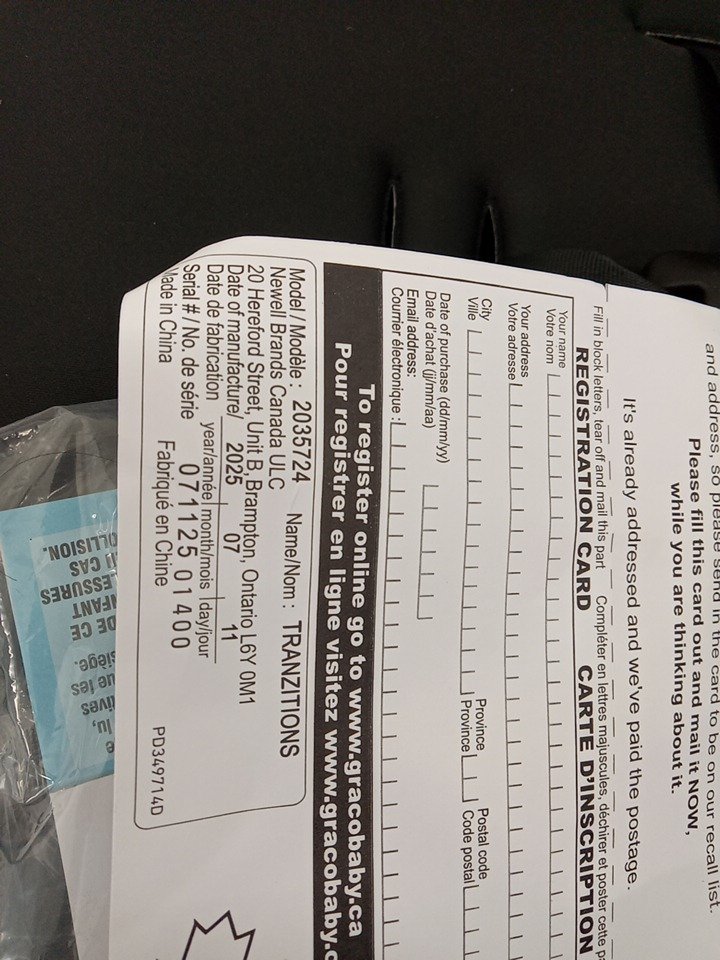 and address, so please send in the card to be on our recall list.
Please fill this card out and mail it NOW,
while you are thinking about it.
It's already addressed and we've paid the postage.
Fill in block letters, tear off and mail this part Compléter en lettres majuscules, déchirer et poster cette
REGISTRATION CARD CARTE D'INSCRIPTION
Your name
Votre nom
Your address
Votre adresse
City Province Postal code
Ville Province Code postal
Date of purchase (dd/mm/yy)
Date d'achat (jj/mm/aa)
Email address:
Courrier électronique :
To register online go to www.gracobaby.ca
Pour registrer en ligne visitez www.gracobaby.c
Model / Modèle : 2035724 Name/Nom : TRANZITIONS
Newell Brands Canada ULC
20 Hereford Street, Unit B, Brampton, Ontario L6Y 0M1
Date of manufacture/ 2025 07 11
Date de fabrication year/année month/mois day/jour
Serial # / No. de série 071125 01400
Made in China Fabriqué en Chine PD349714D
lu,
siège.
DE CE
CAS